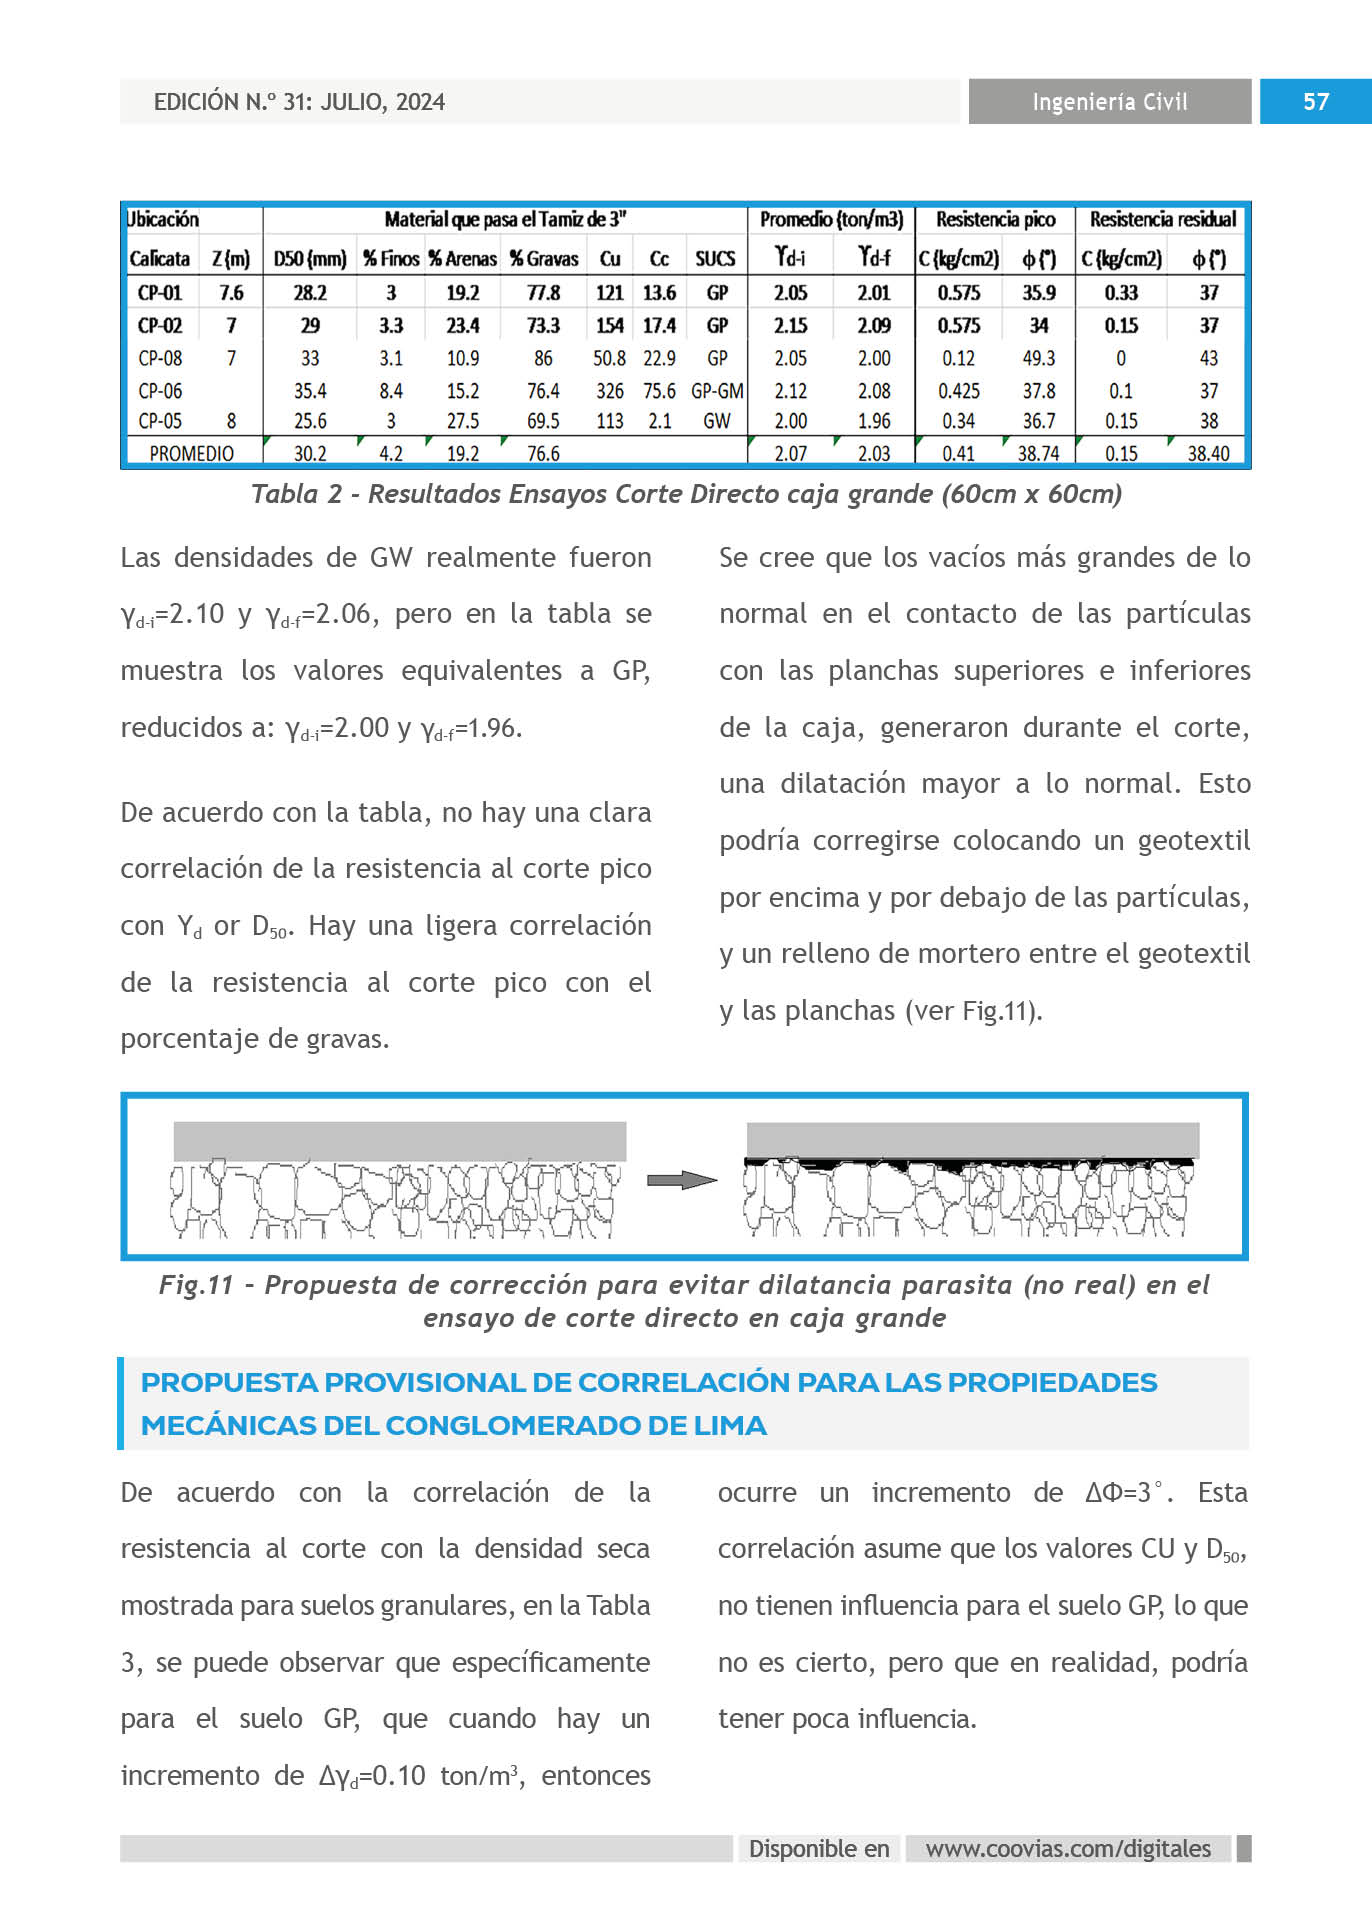 EDICIÓN N.º 31: JULIO, 2024
Ingeniería Civil
57
Ubicación Material que pasa el Tamiz de 3" Promedio (ton/m3) Resistencia pico Resistencia residual
Calicata Z (m) D50 (mm) % Finos % Arenas % Gravas Cu Cc SUCS ϒd-i ϒd-f C (kg/cm2) ϕ (°) C (kg/cm2) ϕ (°)
CP-01 7.6 28.2 3 19.2 77.8 121 13.6 GP 2.05 2.01 0.575 35.9 0.33 37
CP-02 7 29 3.3 23.4 73.3 154 17.4 GP 2.15 2.09 0.575 34 0.15 37
CP-08 7 33 3.1 10.9 86 50.8 22.9 GP 2.05 2.00 0.12 49.3 0 43
CP-06 35.4 8.4 15.2 76.4 326 75.6 GP-GM 2.12 2.08 0.425 37.8 0.1 37
CP-05 8 25.6 3 27.5 69.5 113 2.1 GW 2.00 1.96 0.34 36.7 0.15 38
PROMEDIO 30.2 4.2 19.2 76.6 2.07 2.03 0.41 38.74 0.15 38.40
Tabla 2 - Resultados Ensayos Corte Directo caja grande (60cm x 60cm)
Las densidades de GW realmente fueron
γd-i=2.10 y γd-f=2.06, pero en la tabla se
muestra los valores equivalentes a GP,
reducidos a: γd-i=2.00 y γd-f=1.96.
De acuerdo con la tabla, no hay una clara
correlación de la resistencia al corte pico
con Yd or D50. Hay una ligera correlación
de la resistencia al corte pico con el
porcentaje de gravas.
Se cree que los vacíos más grandes de lo
normal en el contacto de las partículas
con las planchas superiores e inferiores
de la caja, generaron durante el corte,
una dilatación mayor a lo normal. Esto
podría corregirse colocando un geotextil
por encima y por debajo de las partículas,
y un relleno de mortero entre el geotextil
y las planchas (ver Fig.11).
Fig.11 – Propuesta de corrección para evitar dilatancia parasita (no real) en el
ensayo de corte directo en caja grande
PROPUESTA PROVISIONAL DE CORRELACIÓN PARA LAS PROPIEDADES
MECÁNICAS DEL CONGLOMERADO DE LIMA
De acuerdo con la correlación de la
resistencia al corte con la densidad seca
mostrada para suelos granulares, en la Tabla
3, se puede observar que específicamente
para el suelo GP, que cuando hay un
incremento de Δγd=0.10 ton/m³, entonces
ocurre un incremento de ΔΦ=3°. Esta
correlación asume que los valores CU y D50,
no tienen influencia para el suelo GP, lo que
no es cierto, pero que en realidad, podría
tener poca influencia.
Disponible en
www.coovias.com/digitales